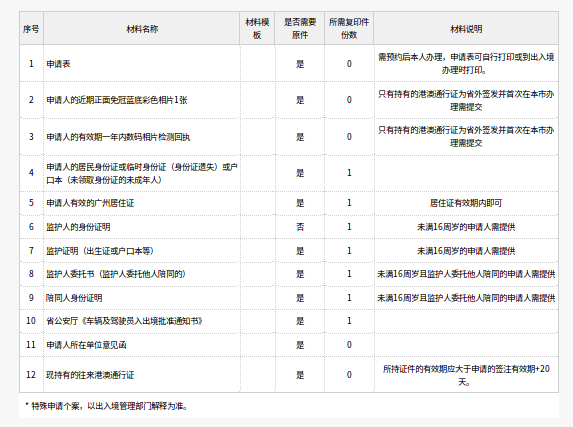 序号 材料名称 材料模板 是否需要原件 所需复印件份数 材料说明
1 申请表 是 0 需预约后本人办理，申请表可自行打印或到出入境办理时打印。
2 申请人的近期正面免冠蓝底彩色相片1张 是 0 只有持有的港澳通行证为省外签发并首次在本市办理需提交
3 申请人的有效期一年内数码相片检测回执 是 0 只有持有的港澳通行证为省外签发并首次在本市办理需提交
4 申请人的居民身份证或临时身份证（身份证遗失）或户口本（未领取身份证的未成年人） 是 1
5 申请人有效的广州居住证 是 1 居住证有效期内即可
6 监护人的身份证明 否 1 未满16周岁的申请人需提供
7 监护证明（出生证或户口本等） 是 1 未满16周岁的申请人需提供
8 监护人委托书（监护人委托他人陪同的） 是 1 未满16周岁且监护人委托他人陪同的申请人需提供
9 陪同人身份证明 是 1 未满16周岁且监护人委托他人陪同的申请人需提供
10 省公安厅《车辆及驾驶员入出境批准通知书》 是 1
11 申请人所在单位意见函 是 0
12 现持有的往来港澳通行证 是 0 所持证件的有效期应大于申请的签注有效期+20天。
* 特殊申请个案，以出入境管理部门解释为准。